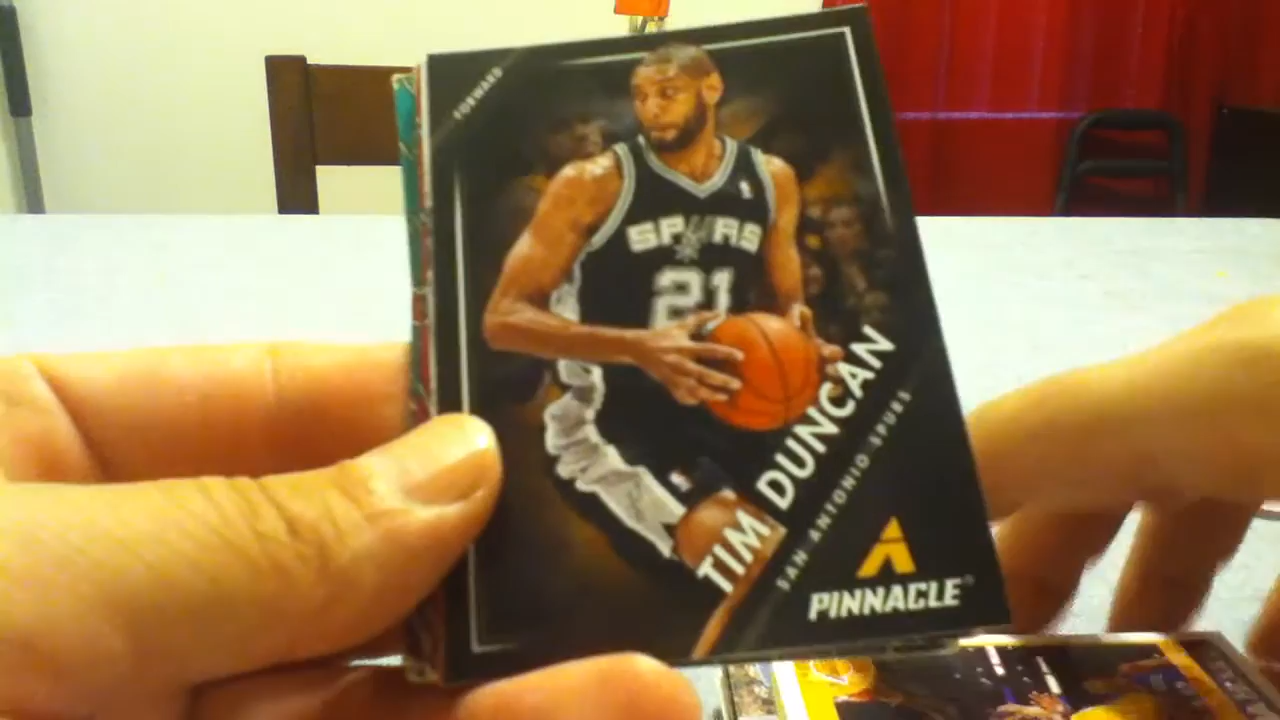 FORWARD
SPURS
21
TIM DUNCAN
SAN ANTONIO SPURS
PINNACLE